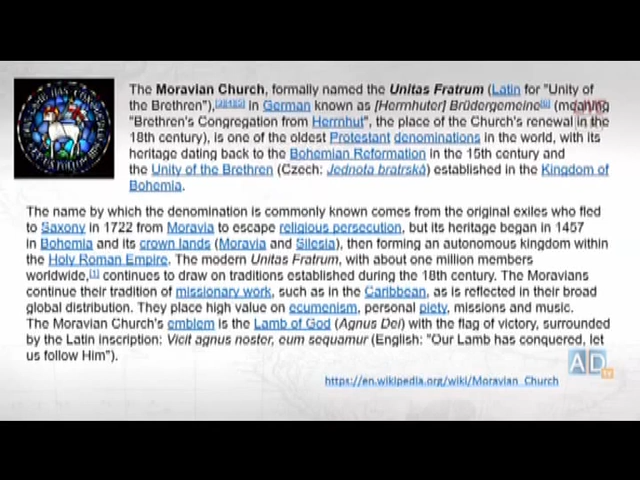 The Moravian Church, formally named the Unitas Fratrum (Latin for "Unity of
the Brethren"), in German known as [Herrnhuter] Brüdergemeine[6] (meaning
"Brethren's Congregation from Herrnhut", the place of the Church's renewal in the
18th century), is one of the oldest Protestant denominations in the world, with its
heritage dating back to the Bohemian Reformation in the 15th century and
the Unity of the Brethren (Czech: Jednota bratrská) established in the Kingdom of
Bohemia.
The name by which the denomination is commonly known comes from the original exiles who fled
to Saxony in 1722 from Moravia to escape religious persecution, but its heritage began in 1457
in Bohemia and its crown lands (Moravia and Silesia), then forming an autonomous kingdom within
the Holy Roman Empire. The modern Unitas Fratrum, with about one million members
worldwide,[1] continues to draw on traditions established during the 18th century. The Moravians
continue their tradition of missionary work, such as in the Caribbean, as is reflected in their broad
global distribution. They place high value on ecumenism, personal piety, missions and music.
The Moravian Church's emblem is the Lamb of God (Agnus Dei) with the flag of victory, surrounded
by the Latin inscription: Vicit agnus noster, eum sequamur (English: "Our Lamb has conquered, let
us follow Him").
https://en.wikipedia.org/wiki/Moravian_Church
AD
TV